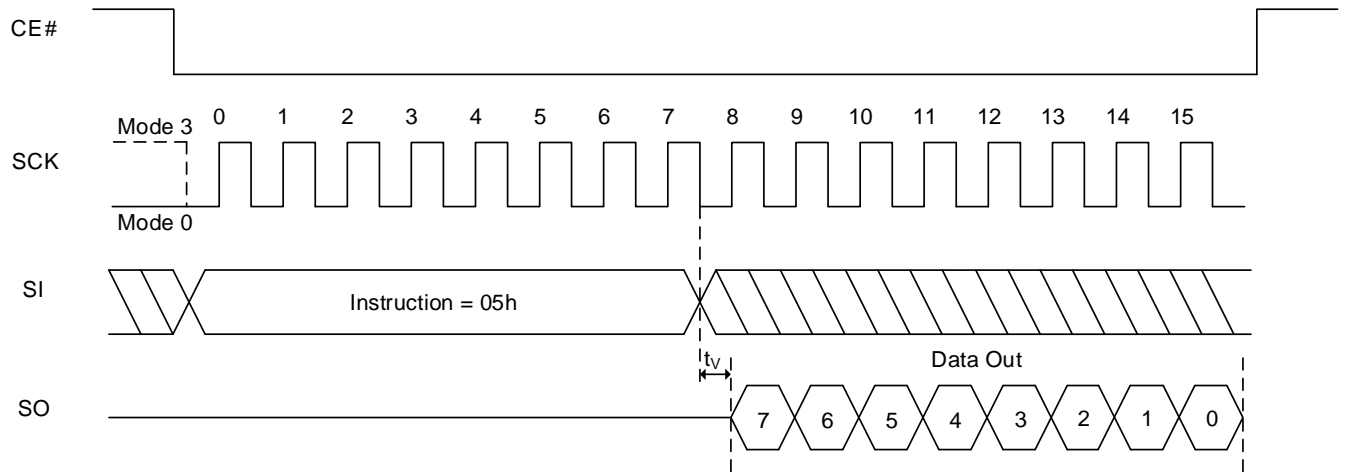 CE#
Mode 3
0 1 2 3 4 5 6 7 8 9 10 11 12 13 14 15
SCK
Mode 0
SI
Instruction = 05h
tV
Data Out
SO
7 6 5 4 3 2 1 0